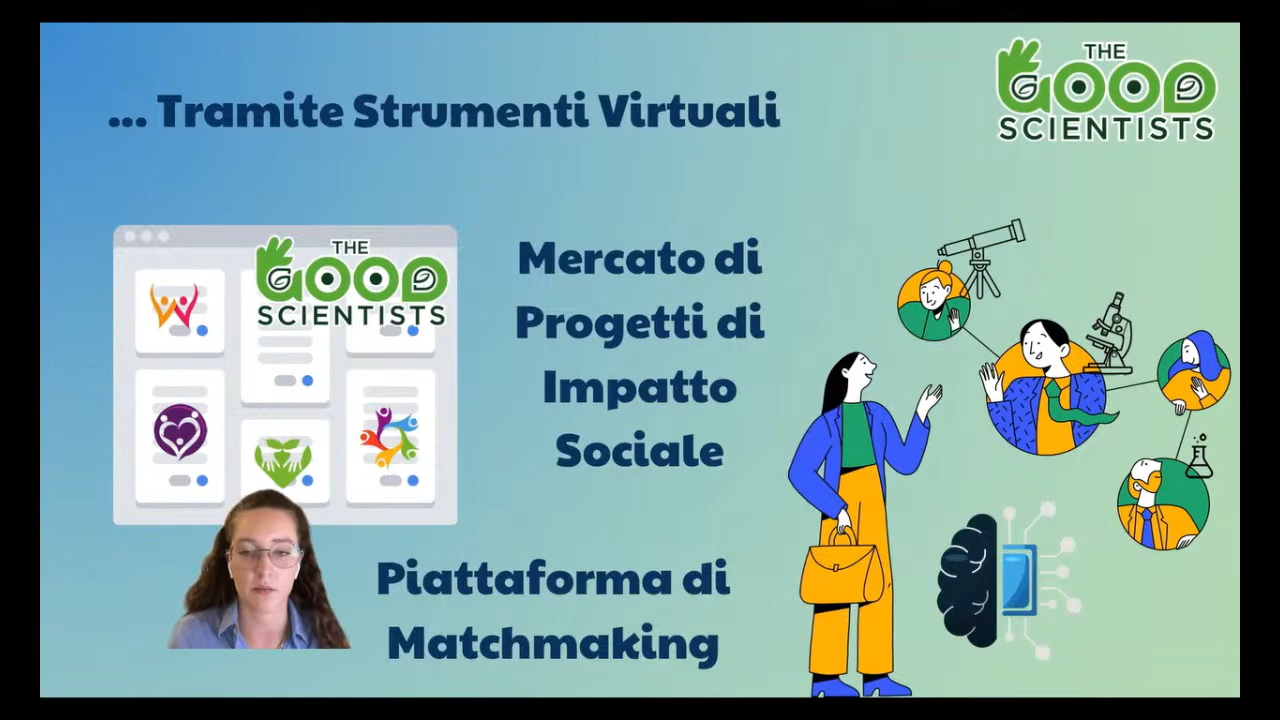 ... Tramite Strumenti Virtuali
THE
GOOD
SCIENTISTS
THE
GOOD
SCIENTISTS
Mercato di
Progetti di
Impatto
Sociale
Piattaforma di
Matchmaking